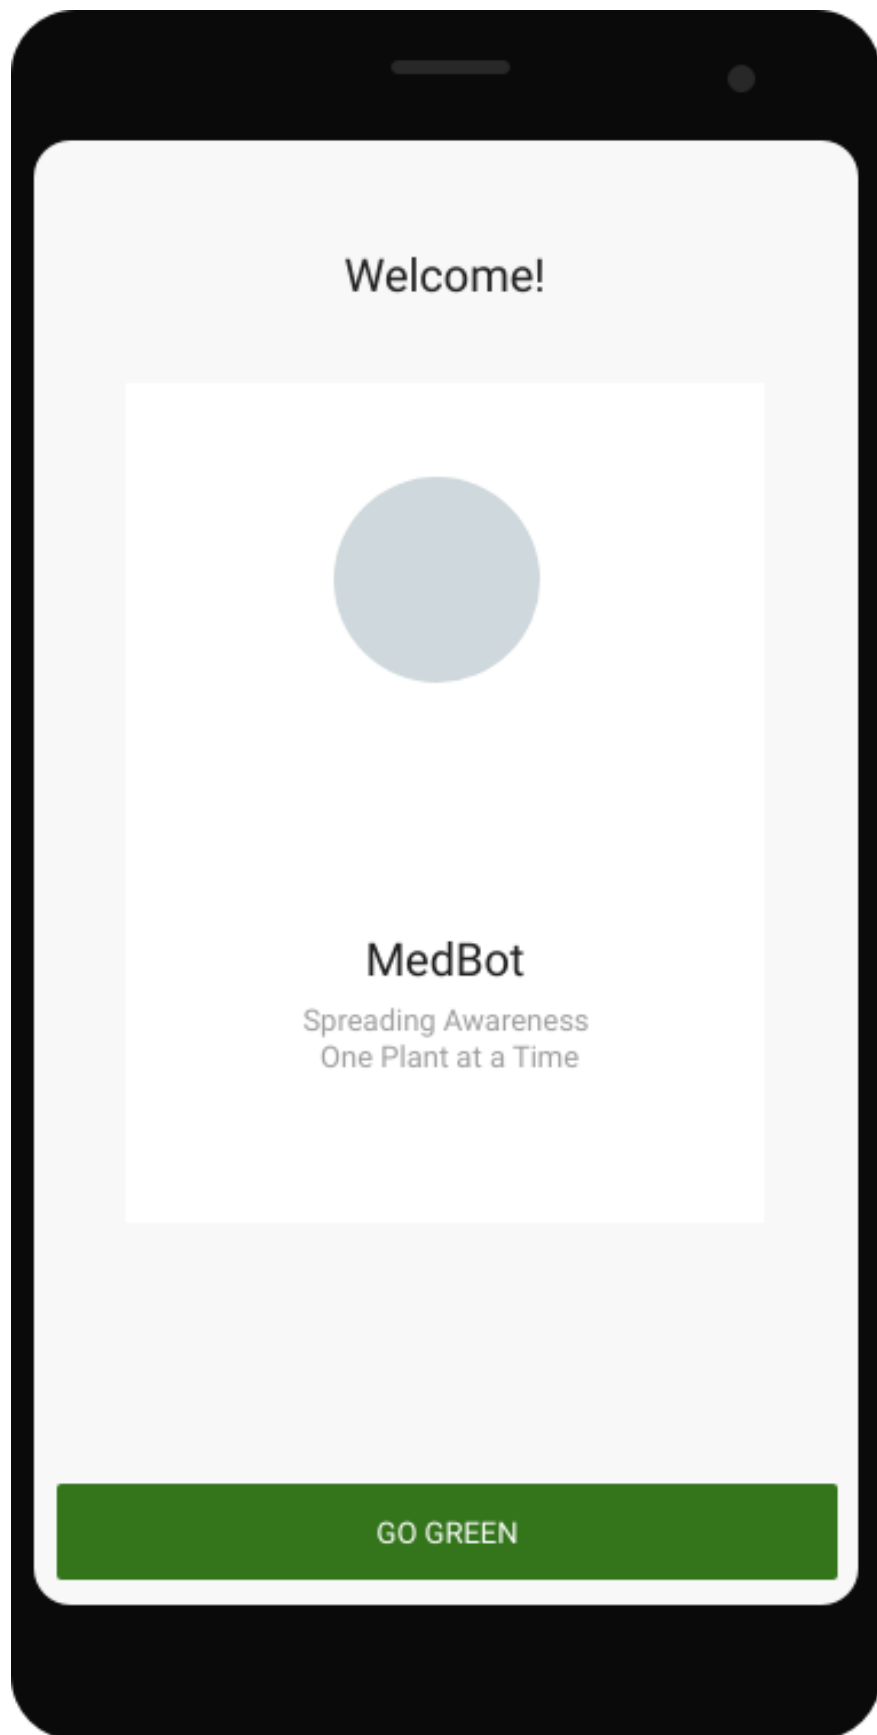 Welcome!
MedBot
Spreading Awareness
One Plant at a Time
GO GREEN